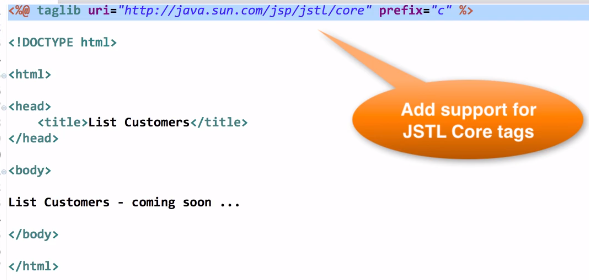 <%@ taglib uri="http://java.sun.com/jsp/jstl/core" prefix="c" %>
<!DOCTYPE html>
<html>
<head>
<title>List Customers</title>
</head>
<body>
List Customers - coming soon ...
</body>
</html>
Add support for
JSTL Core tags